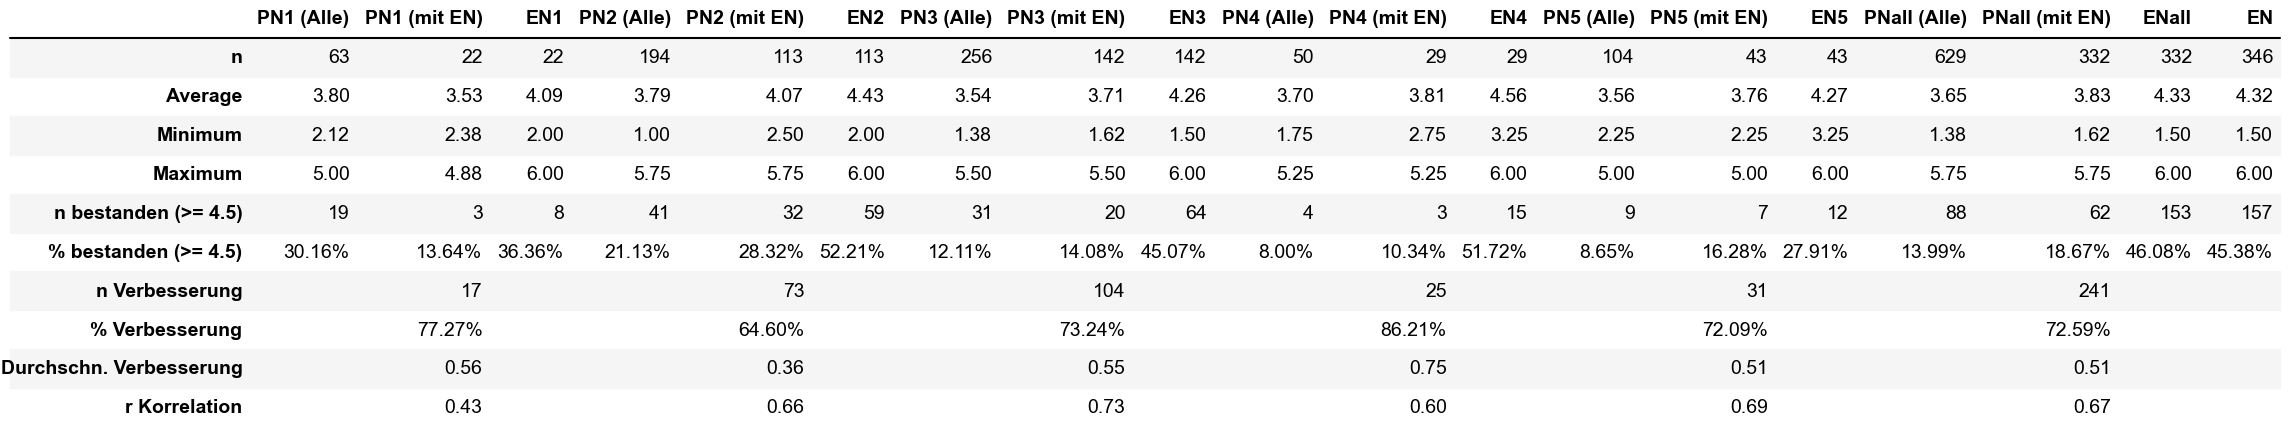 PN1 (Alle) PN1 (mit EN) EN1 PN2 (Alle) PN2 (mit EN) EN2 PN3 (Alle) PN3 (mit EN) EN3 PN4 (Alle) PN4 (mit EN) EN4 PN5 (Alle) PN5 (mit EN) EN5 PNall (Alle) PNall (mit EN) ENall EN
n 63 22 22 194 113 113 256 142 142 50 29 29 104 43 43 629 332 332 346
Average 3.80 3.53 4.09 3.79 4.07 4.43 3.54 3.71 4.26 3.70 3.81 4.56 3.56 3.76 4.27 3.65 3.83 4.33 4.32
Minimum 2.12 2.38 2.00 1.00 2.50 2.00 1.38 1.62 1.50 1.75 2.75 3.25 2.25 2.25 3.25 1.38 1.62 1.50 1.50
Maximum 5.00 4.88 6.00 5.75 5.75 6.00 5.50 5.50 6.00 5.25 5.25 6.00 5.00 5.00 6.00 5.75 5.75 6.00 6.00
n bestanden (>= 4.5) 19 3 8 41 32 59 31 20 64 4 3 15 9 7 12 88 62 153 157
% bestanden (>= 4.5) 30.16% 13.64% 36.36% 21.13% 28.32% 52.21% 12.11% 14.08% 45.07% 8.00% 10.34% 51.72% 8.65% 16.28% 27.91% 13.99% 18.67% 46.08% 45.38%
n Verbesserung 17 73 104 25 31 241
% Verbesserung 77.27% 64.60% 73.24% 86.21% 72.09% 72.59%
Durchschn. Verbesserung 0.56 0.36 0.55 0.75 0.51 0.51
r Korrelation 0.43 0.66 0.73 0.60 0.69 0.67